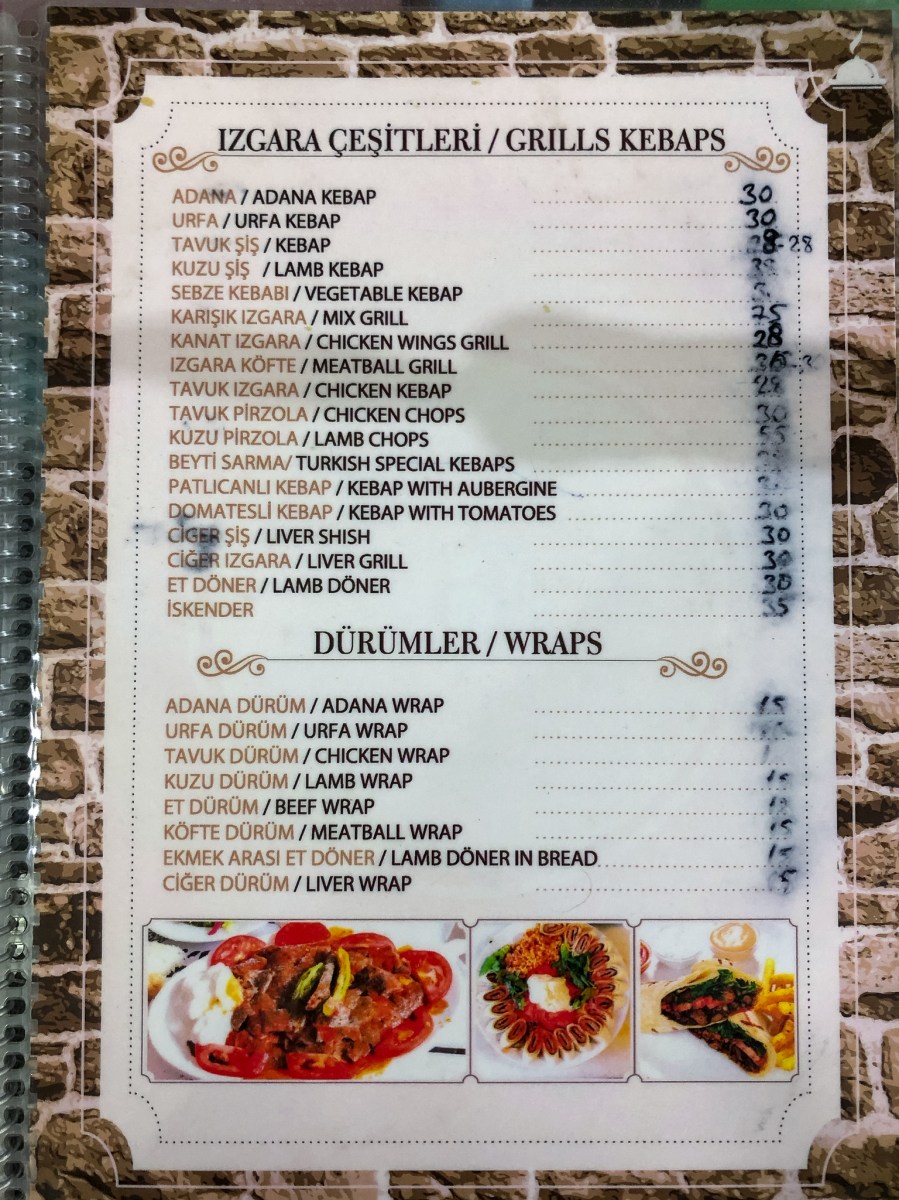 IZGARA ÇEŞİTLERİ / GRILLS KEBAPS
ADANA / ADANA KEBAP 30
URFA / URFA KEBAP 30
TAVUK ŞİŞ / KEBAP 28-28
KUZU ŞİŞ / LAMB KEBAP
SEBZE KEBABI / VEGETABLE KEBAP
KARIŞIK IZGARA / MIX GRILL 75
KANAT IZGARA / CHICKEN WINGS GRILL 28
IZGARA KÖFTE / MEATBALL GRILL
TAVUK IZGARA / CHICKEN KEBAP 28
TAVUK PİRZOLA / CHICKEN CHOPS 30
KUZU PİRZOLA / LAMB CHOPS 55
BEYTİ SARMA/ TURKISH SPECIAL KEBAPS
PATLICANLI KEBAP / KEBAP WITH AUBERGINE
DOMATESLİ KEBAP / KEBAP WITH TOMATOES 30
CİĞER ŞİŞ / LIVER SHISH 30
CİĞER IZGARA / LIVER GRILL 30
ET DÖNER / LAMB DÖNER 30
İSKENDER 35
DÜRÜMLER / WRAPS
ADANA DÜRÜM / ADANA WRAP 15
URFA DÜRÜM / URFA WRAP
TAVUK DÜRÜM / CHICKEN WRAP
KUZU DÜRÜM / LAMB WRAP 15
ET DÜRÜM / BEEF WRAP
KÖFTE DÜRÜM / MEATBALL WRAP 15
EKMEK ARASI ET DÖNER / LAMB DÖNER IN BREAD 15
CİĞER DÜRÜM / LIVER WRAP 15